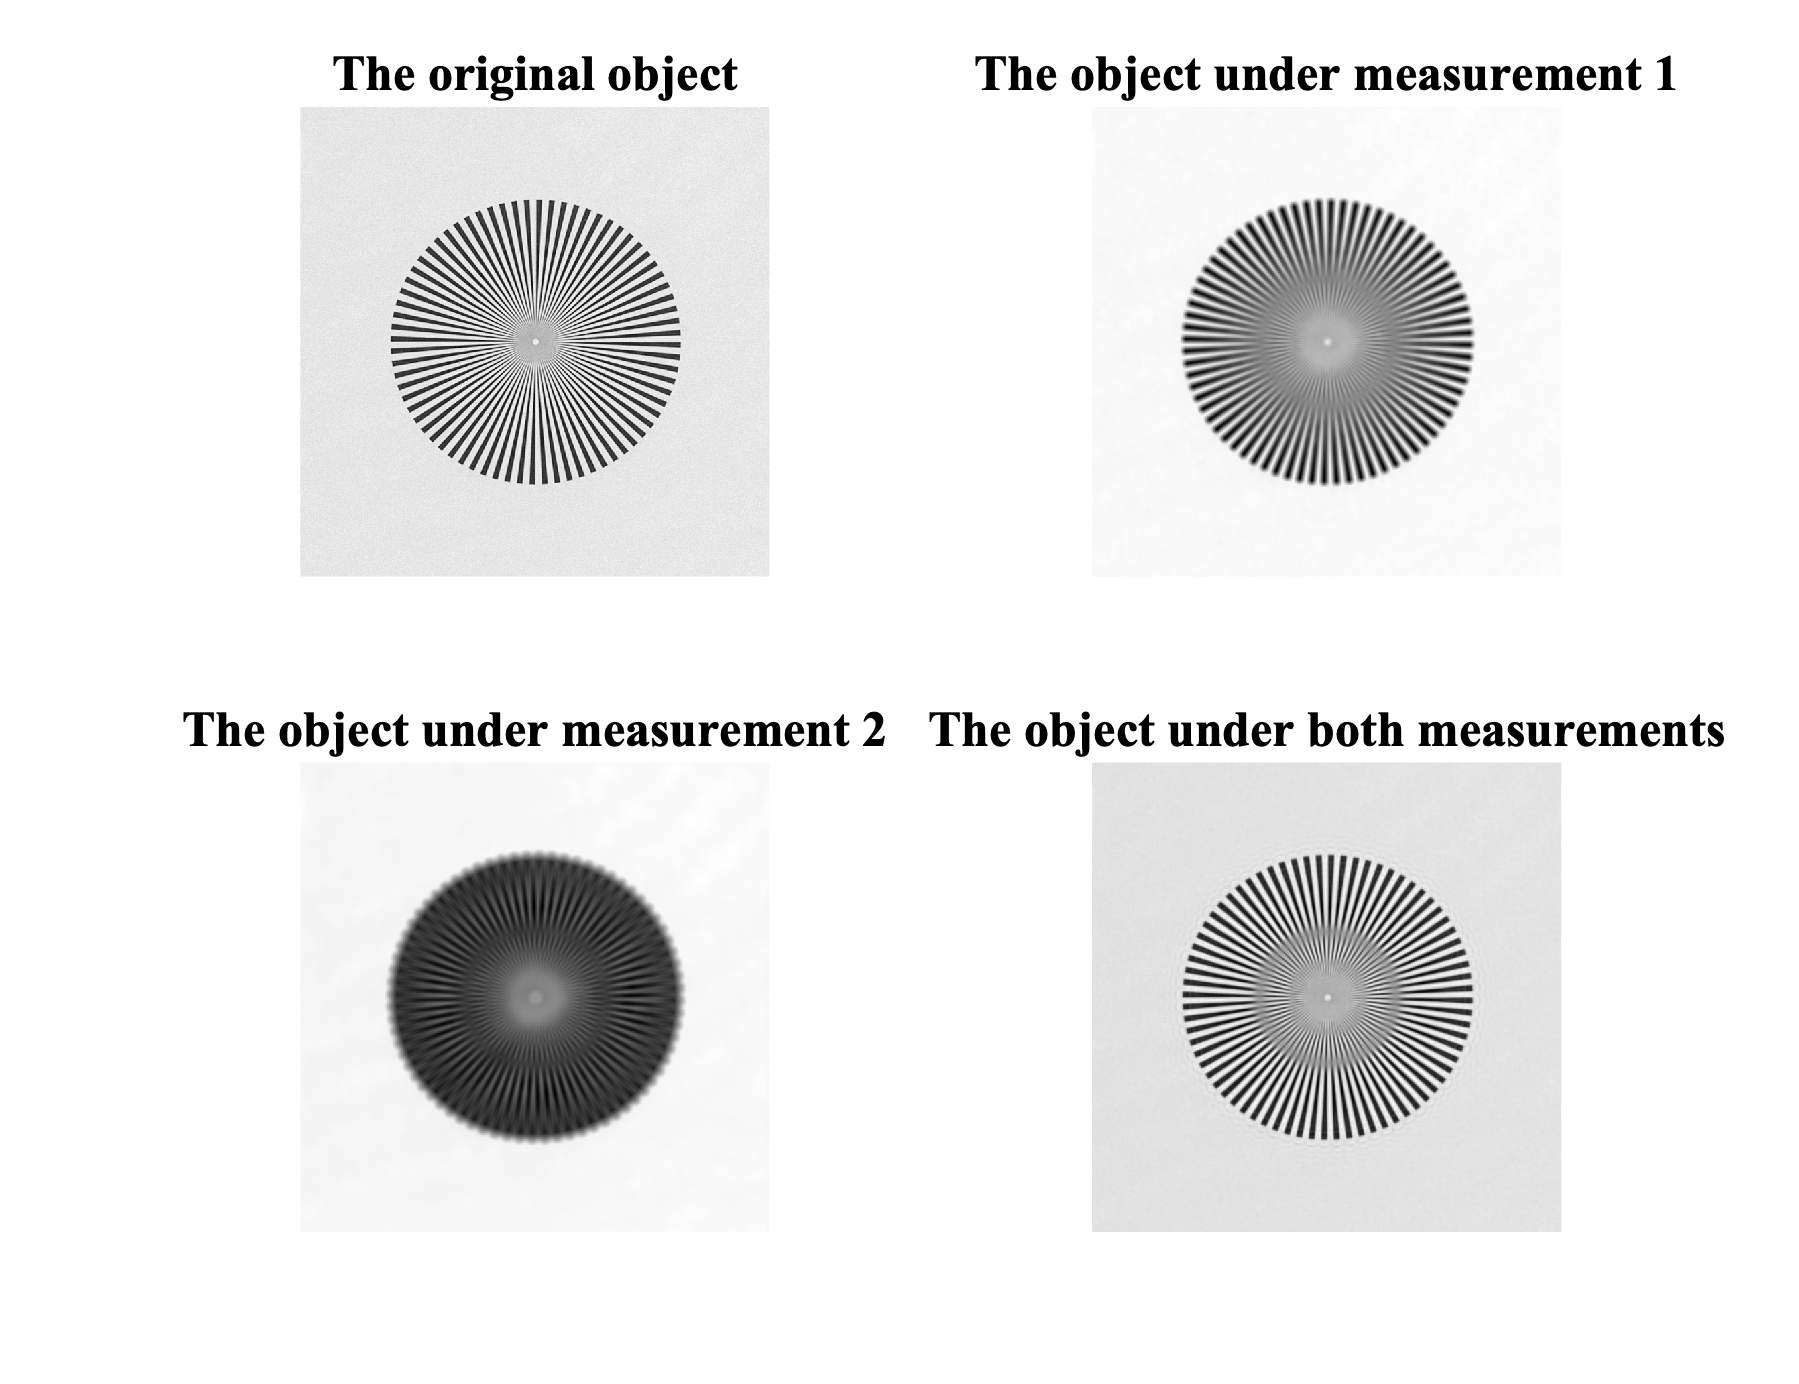 The original object
The object under measurement 1
The object under measurement 2
The object under both measurements